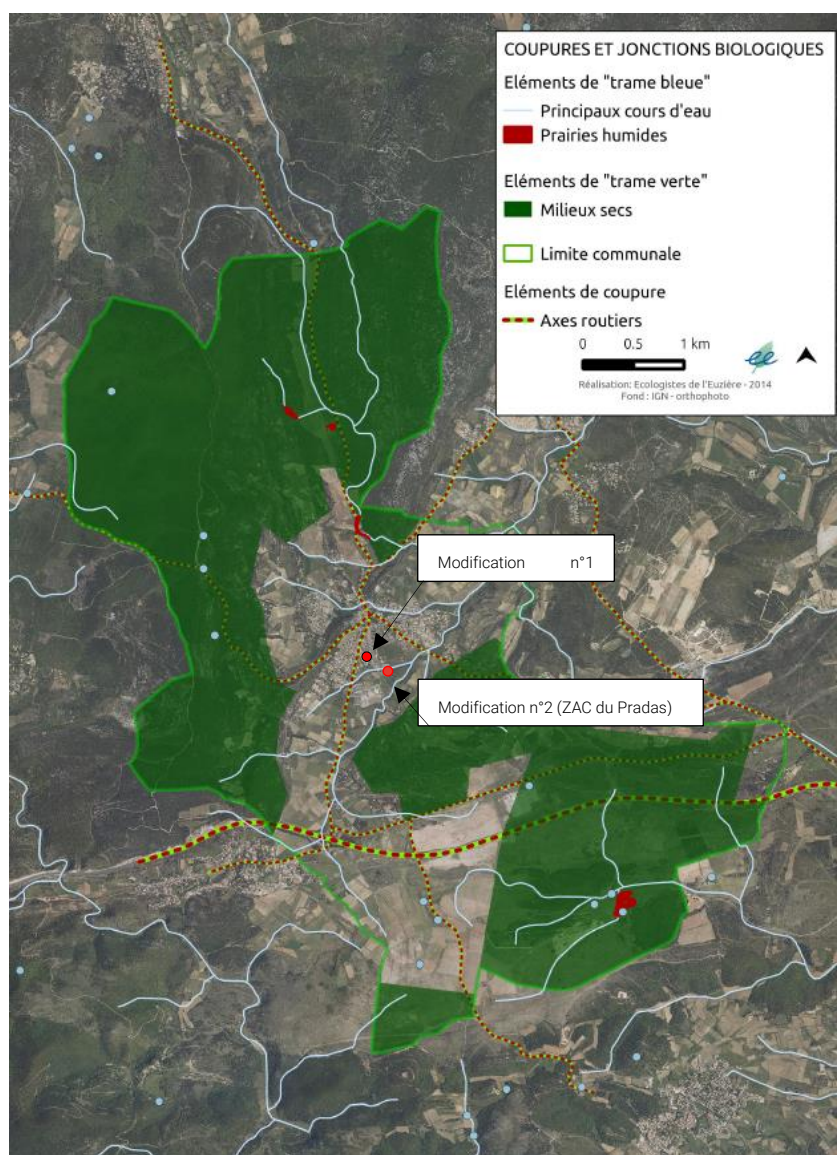 COUPURES ET JONCTIONS BIOLOGIQUES
Eléments de "trame bleue"
Principaux cours d'eau
Prairies humides
Eléments de "trame verte"
Milieux secs
Limite communale
Eléments de coupure
Axes routiers
0 0.5 1 km
ee
Réalisation: Ecologistes de l'Euzière - 2014
Fond : IGN - orthophoto
Modification n°1
Modification n°2 (ZAC du Pradas)